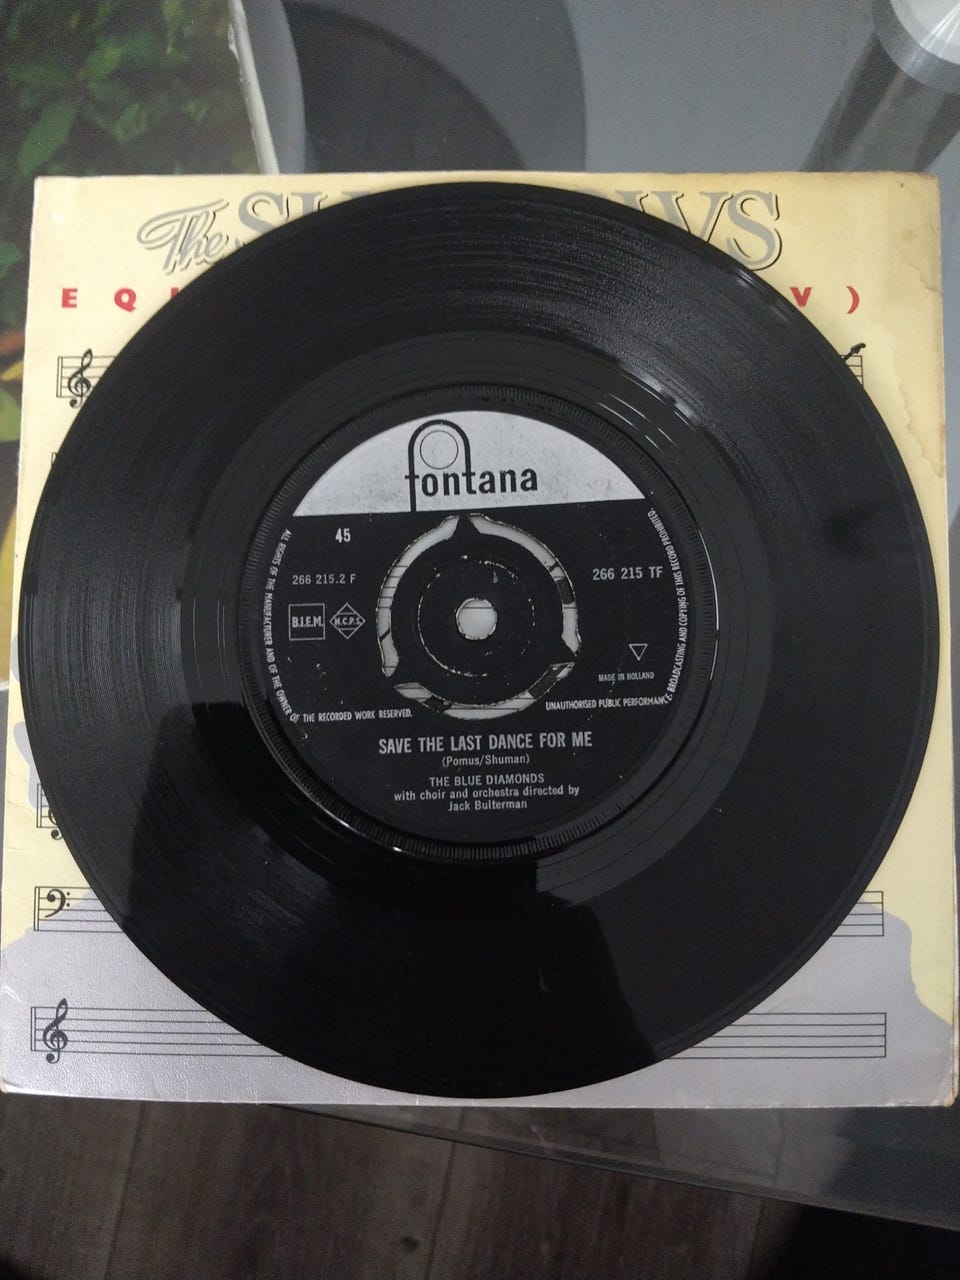 The
E Q
V )
fontana
45
266 215.2 F
266 215 TF
B.I.E.M.
N.C.P.S.
MADE IN HOLLAND
ALL RIGHTS OF THE MANUFACTURER AND OF THE OWNER OF THE RECORDED WORK RESERVED.
UNAUTHORISED PUBLIC PERFORMANCE BROADCASTING AND COPYING OF THIS RECORD PROHIBITED.
SAVE THE LAST DANCE FOR ME
(Pomus/Shuman)
THE BLUE DIAMONDS
with choir and orchestra directed by
Jack Bulterman